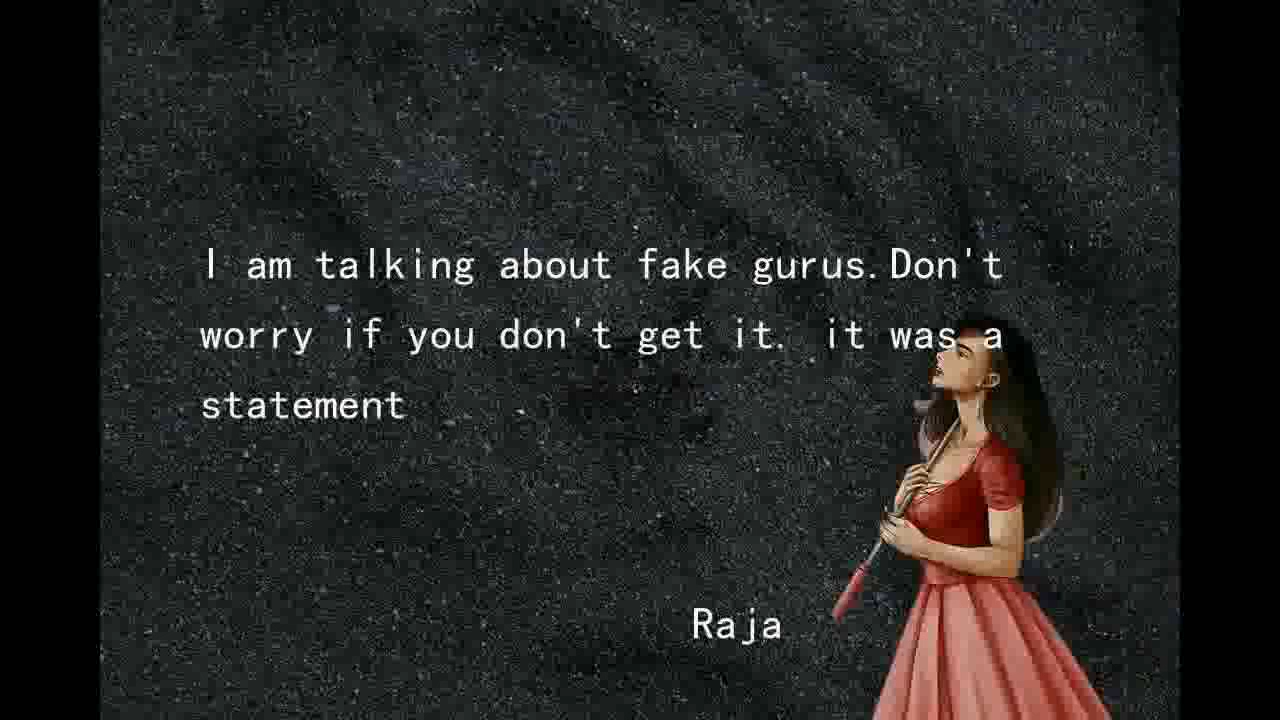 I am talking about fake gurus.Don't
worry if you don't get it. it was a
statement
Raja